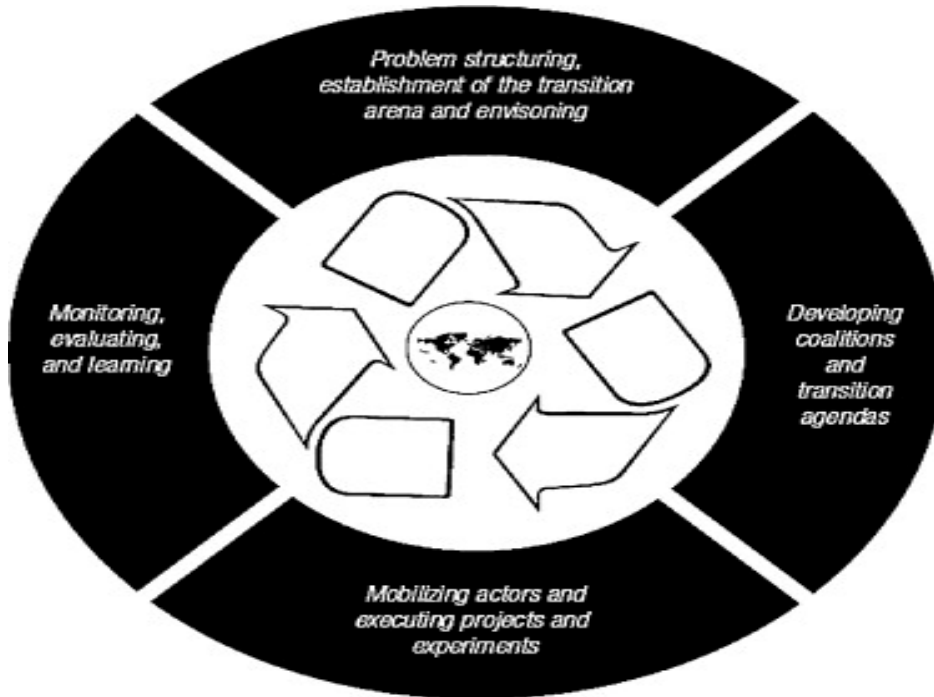 Problem structuring,
establishment of the transition
arena and envisoning
Monitoring,
evaluating,
and learning
Developing
coalitions
and
transition
agendas
Mobilizing actors and
executing projects and
experiments